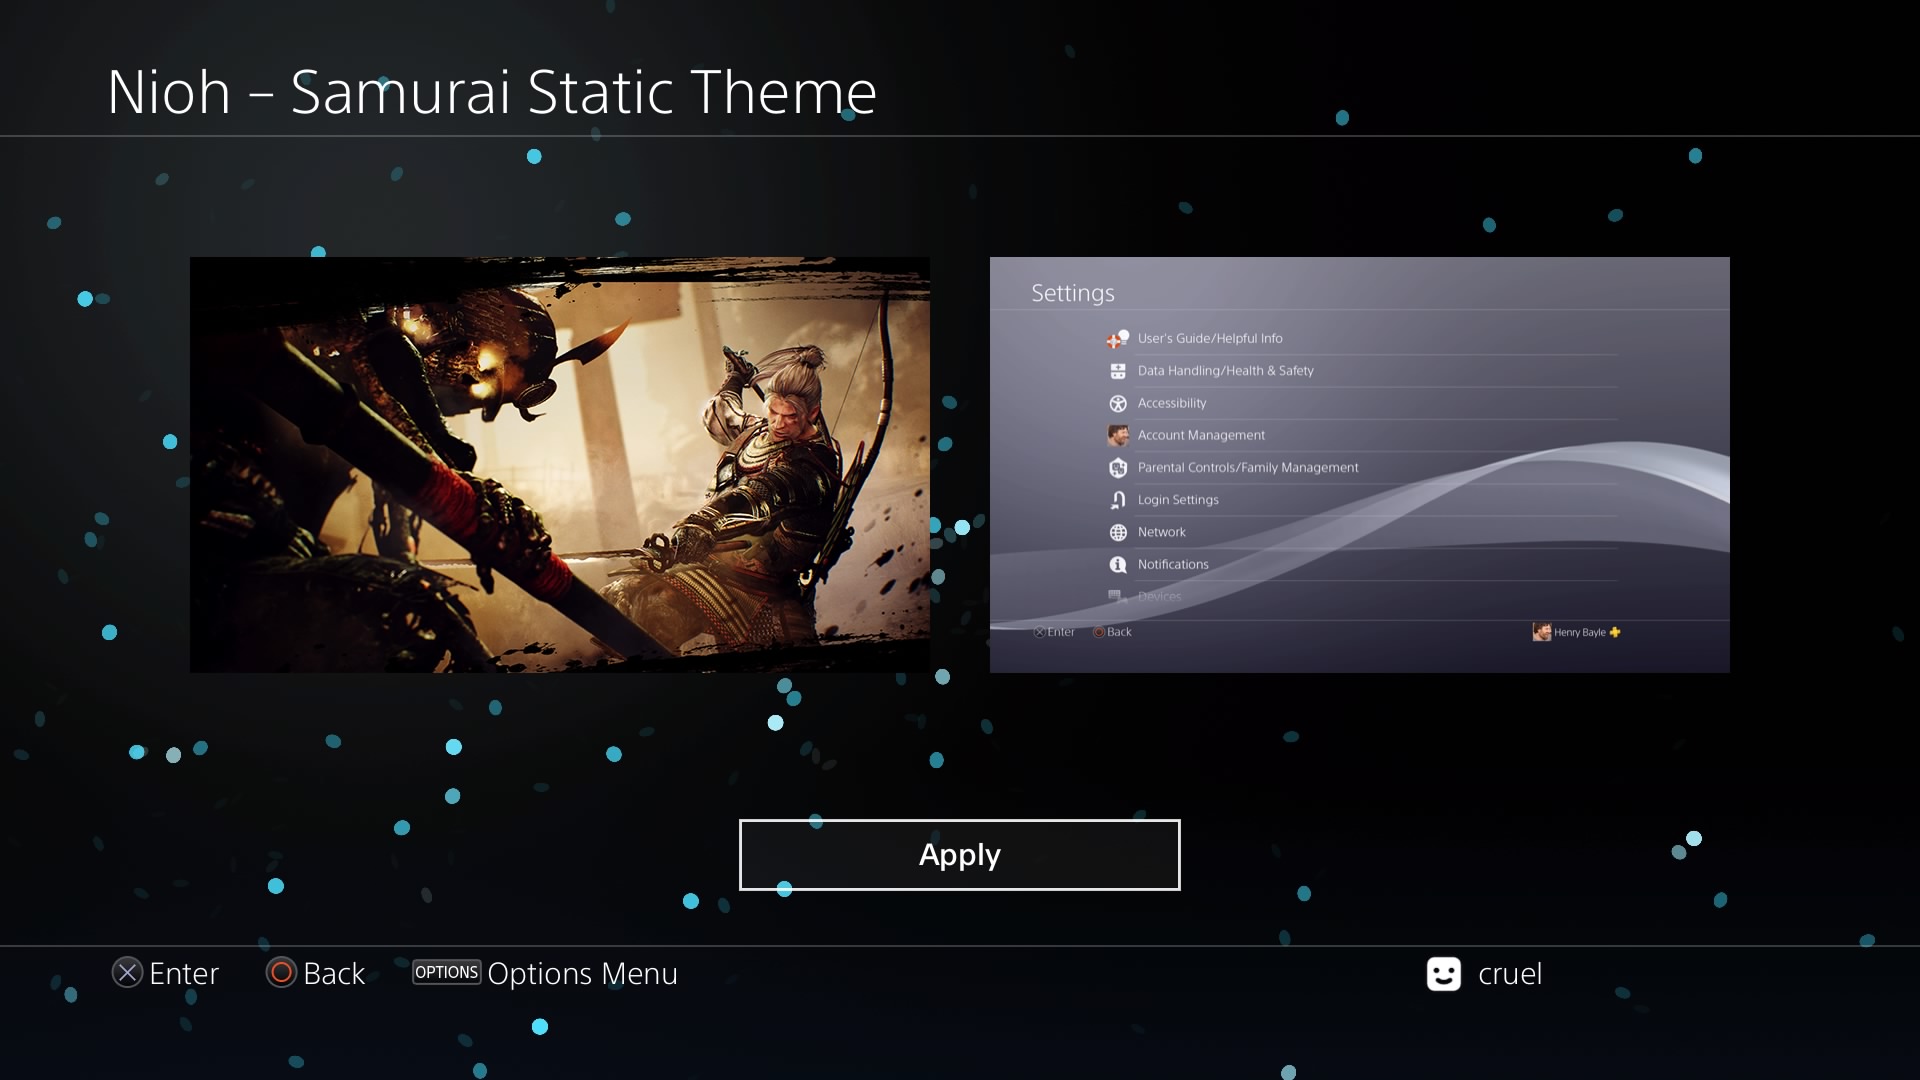 Nioh – Samurai Static Theme
Settings
User's Guide/Helpful Info
Data Handling/Health & Safety
Accessibility
Account Management
Parental Controls/Family Management
Login Settings
Network
Notifications
Devices
Enter Back Henry Bayle
Apply
Enter Back OPTIONS Options Menu cruel